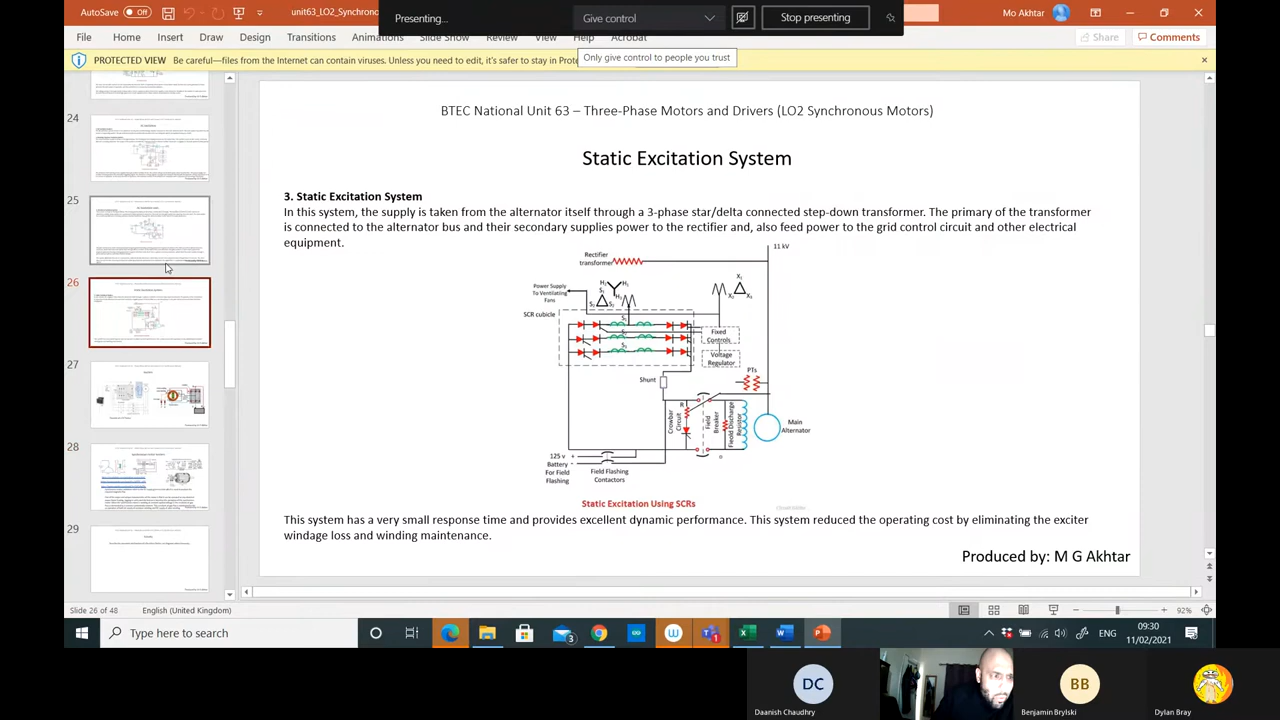 AutoSave Off
unit63_LO2_Synchrono
Presenting...
Give control
Stop presenting
Mo Akhtar
File Home Insert Draw Design Transitions Animations Slide Show Review View Help Acrobat
Share
Comments
Only give control to people you trust
PROTECTED VIEW Be careful—files from the Internet can contain viruses. Unless you need to edit, it's safer to stay in Prote
24
25
26
27
28
29
BTEC National Unit 63 – Three-Phase Motors and Drivers (LO2 Synchronous Motors)
Static Excitation System
3. Static Excitation System
In this system, the supply is taken from the alternator itself through a 3-phase star/delta connected step-down transformer. The primary of the transformer
is connected to the alternator bus and their secondary supplies power to the rectifier and, also feed power to the grid control circuit and other electrical
equipment.
11 kV
Rectifier
transformer
Power Supply
To Ventilating
Fans
SCR cubicle
X₁
Fixed
Controls
Voltage
Regulator
Shunt
PTs
R
Crowbar
Circuit
Field
Breaker
Fieold Discharge
Resistor
Main
Alternator
125 v +
Battery -
For Field
Flashing
Field Flashing
Contactors
Static Excitation Using SCRs
This system has a very small response time and provides excellent dynamic performance. This system reduced the operating cost by eliminating the exciter
windage loss and winding maintenance.
Produced by: M G Akhtar
Slide 26 of 48
English (United Kingdom)
92%
Type here to search
ENG
09:30
11/02/2021
DC
BB
Daanish Chaudhry
Benjamin Brylski
Dylan Bray